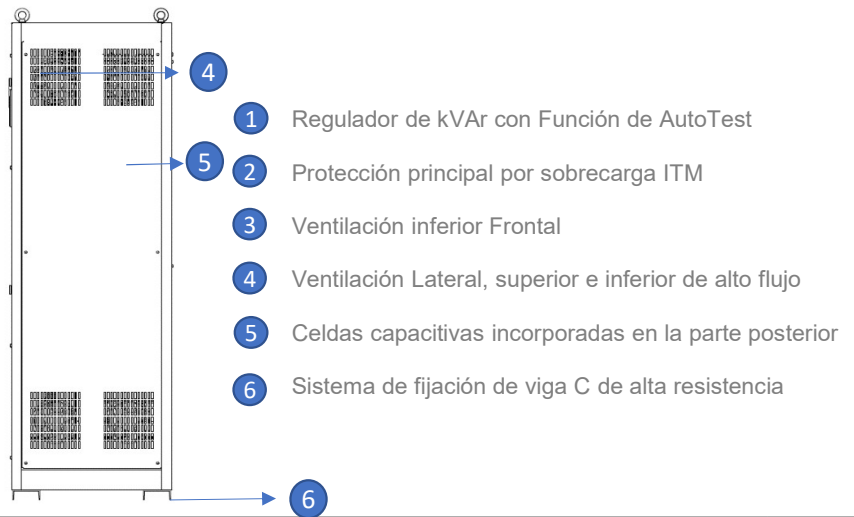 4
1 Regulador de kVAr con Función de AutoTest
5
2 Protección principal por sobrecarga ITM
3 Ventilación inferior Frontal
4 Ventilación Lateral, superior e inferior de alto flujo
5 Celdas capacitivas incorporadas en la parte posterior
6 Sistema de fijación de viga C de alta resistencia
6